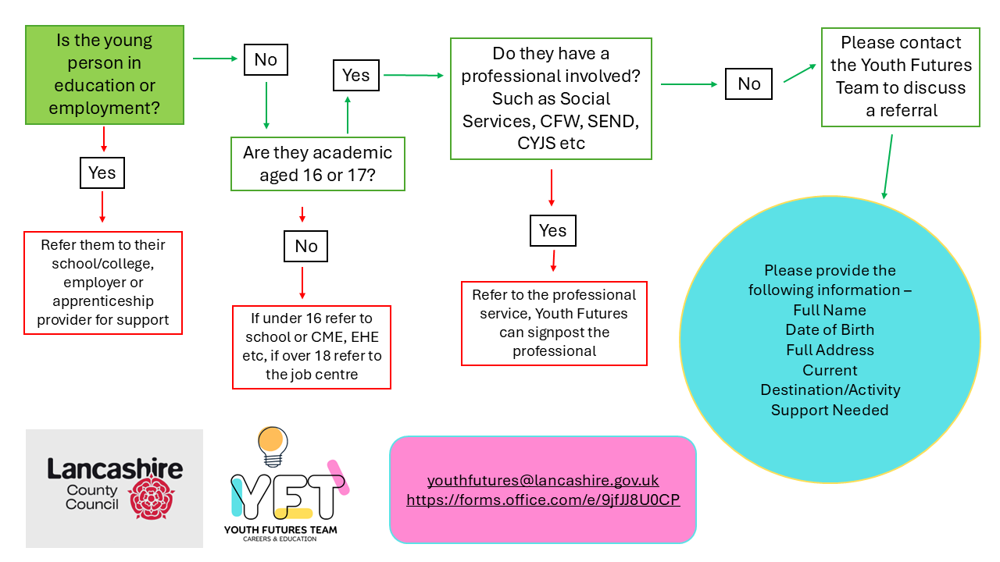 Is the young
person in
education or
employment?
No
Yes
Do they have a
professional involved?
Such as Social
Services, CFW, SEND,
CYJS etc
No
Please contact
the Youth Futures
Team to discuss
a referral
Yes
Are they academic
aged 16 or 17?
Refer them to their
school/college,
employer or
apprenticeship
provider for support
No
If under 16 refer to
school or CME, EHE
etc, if over 18 refer to
the job centre
Yes
Refer to the professional
service, Youth Futures
can signpost the
professional
Please provide the
following information –
Full Name
Date of Birth
Full Address
Current
Destination/Activity
Support Needed
Lancashire
County
Council
YFT
YOUTH FUTURES TEAM
CAREERS & EDUCATION
youthfutures@lancashire.gov.uk
https://forms.office.com/e/9jfJJ8U0CP